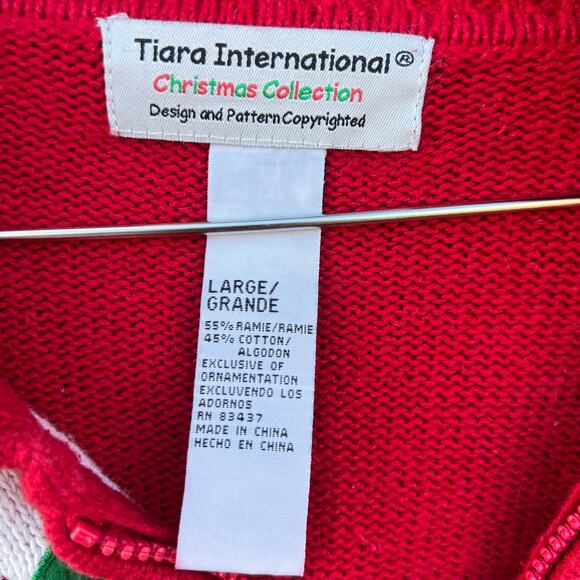 Tiara International®
Christmas Collection
Design and Pattern Copyrighted
LARGE/
GRANDE
55% RAMIE/RAMIE
45% COTTON/
ALGODON
EXCLUSIVE OF
ORNAMENTATION
EXCLUVENDO LOS
ADORNOS
RN 83437
MADE IN CHINA
HECHO EN CHINA